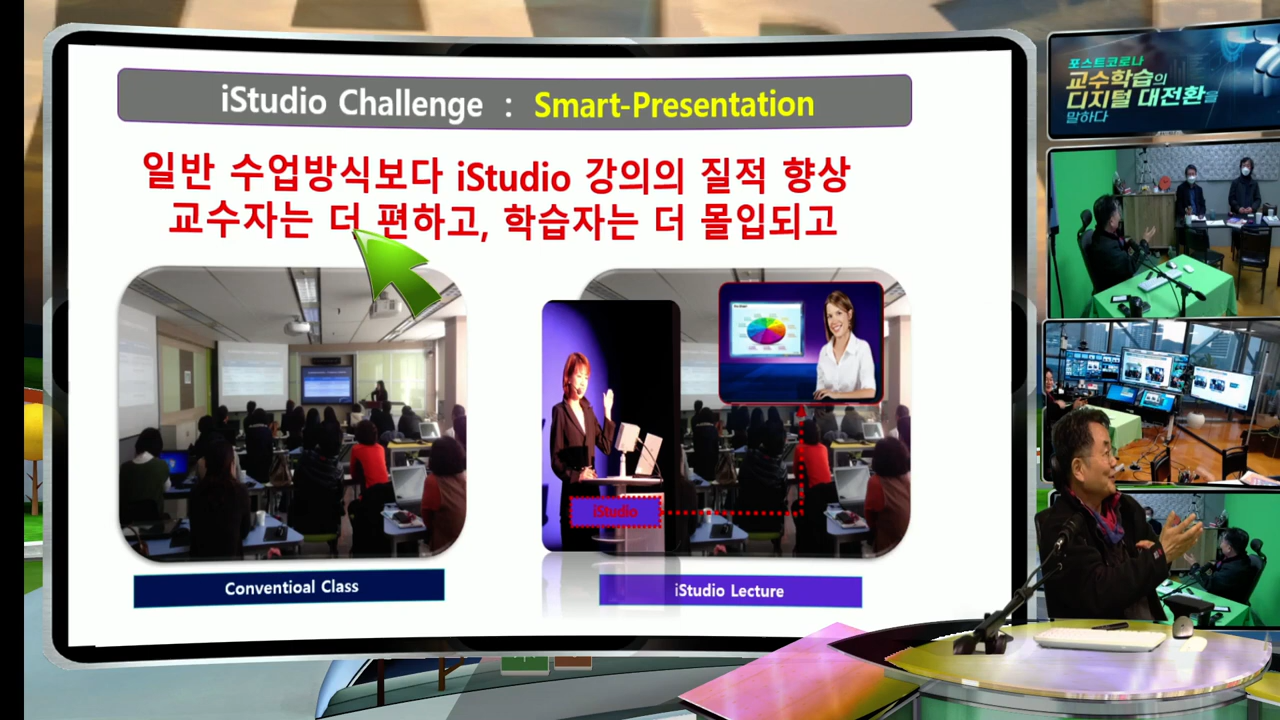 iStudio Challenge : Smart-Presentation
일반 수업방식보다 iStudio 강의의 질적 향상
교수자는 더 편하고, 학습자는 더 몰입되고
iStudio
Conventioal Class
iStudio Lecture
포스트코로나
교수학습의
디지털 대전환을
말하다